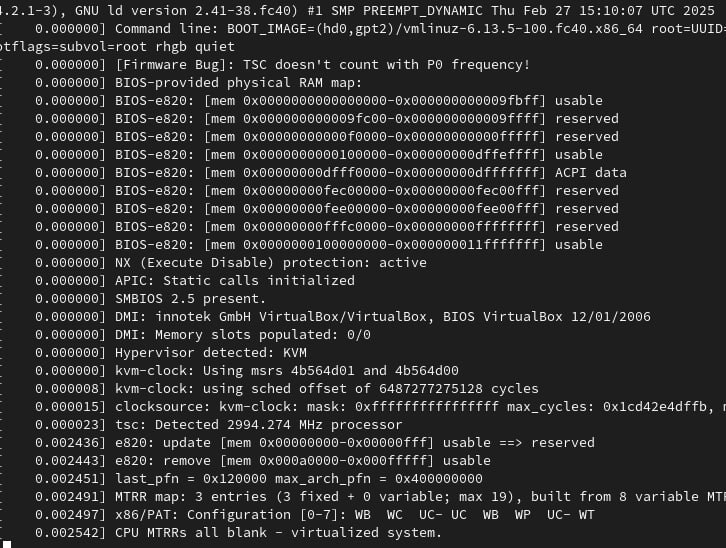 4.2.1-3), GNU ld version 2.41-38.fc40) #1 SMP PREEMPT_DYNAMIC Thu Feb 27 15:10:07 UTC 2025
[    0.000000] Command line: BOOT_IMAGE=(hd0,gpt2)/vmlinuz-6.13.5-100.fc40.x86_64 root=UUID=
otflags=subvol=root rhgb quiet
[    0.000000] [Firmware Bug]: TSC doesn't count with P0 frequency!
[    0.000000] BIOS-provided physical RAM map:
[    0.000000] BIOS-e820: [mem 0x0000000000000000-0x000000000009fbff] usable
[    0.000000] BIOS-e820: [mem 0x000000000009fc00-0x000000000009ffff] reserved
[    0.000000] BIOS-e820: [mem 0x00000000000f0000-0x00000000000fffff] reserved
[    0.000000] BIOS-e820: [mem 0x0000000000100000-0x00000000dffeffff] usable
[    0.000000] BIOS-e820: [mem 0x00000000dfff0000-0x00000000dfffffff] ACPI data
[    0.000000] BIOS-e820: [mem 0x00000000fec00000-0x00000000fec00fff] reserved
[    0.000000] BIOS-e820: [mem 0x00000000fee00000-0x00000000fee00fff] reserved
[    0.000000] BIOS-e820: [mem 0x00000000fffc0000-0x00000000ffffffff] reserved
[    0.000000] BIOS-e820: [mem 0x0000000100000000-0x000000011fffffff] usable
[    0.000000] NX (Execute Disable) protection: active
[    0.000000] APIC: Static calls initialized
[    0.000000] SMBIOS 2.5 present.
[    0.000000] DMI: innotek GmbH VirtualBox/VirtualBox, BIOS VirtualBox 12/01/2006
[    0.000000] DMI: Memory slots populated: 0/0
[    0.000000] Hypervisor detected: KVM
[    0.000000] kvm-clock: Using msrs 4b564d01 and 4b564d00
[    0.000008] kvm-clock: using sched offset of 6487277275128 cycles
[    0.000015] clocksource: kvm-clock: mask: 0xffffffffffffffff max_cycles: 0x1cd42e4dffb,
[    0.000023] tsc: Detected 2994.274 MHz processor
[    0.002436] e820: update [mem 0x00000000-0x00000fff] usable ==> reserved
[    0.002443] e820: remove [mem 0x000a0000-0x000fffff] usable
[    0.002451] last_pfn = 0x120000 max_arch_pfn = 0x400000000
[    0.002491] MTRR map: 3 entries (3 fixed + 0 variable; max 19), built from 8 variable
[    0.002497] x86/PAT: Configuration [0-7]: WB  WC  UC- UC  WB  WP  UC- WT
[    0.002542] CPU MTRRs all blank - virtualized system.